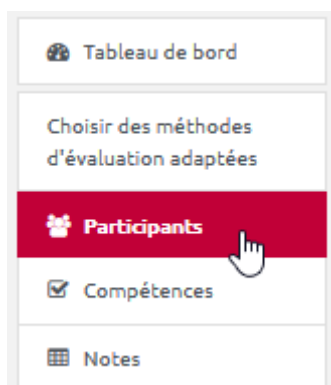 Tableau de bord
Choisir des méthodes
d'évaluation adaptées
Participants
Compétences
Notes